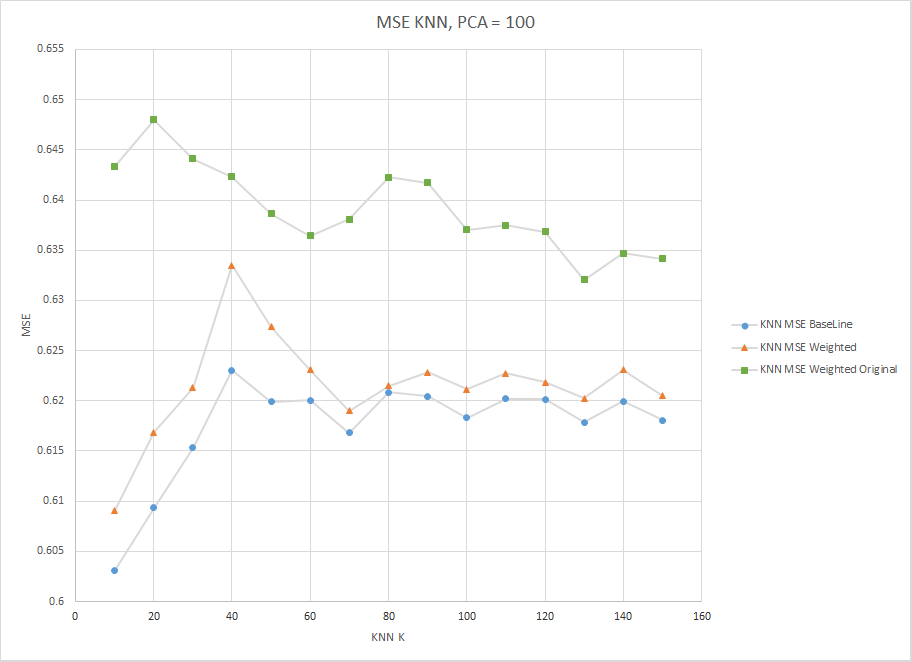 MSE KNN, PCA = 100
0.655
0.65
0.645
0.64
0.635
0.63
0.625
0.62
0.615
0.61
0.605
0.6
MSE
0 20 40 60 80 100 120 140 160
KNN K
KNN MSE BaseLine
KNN MSE Weighted
KNN MSE Weighted Original